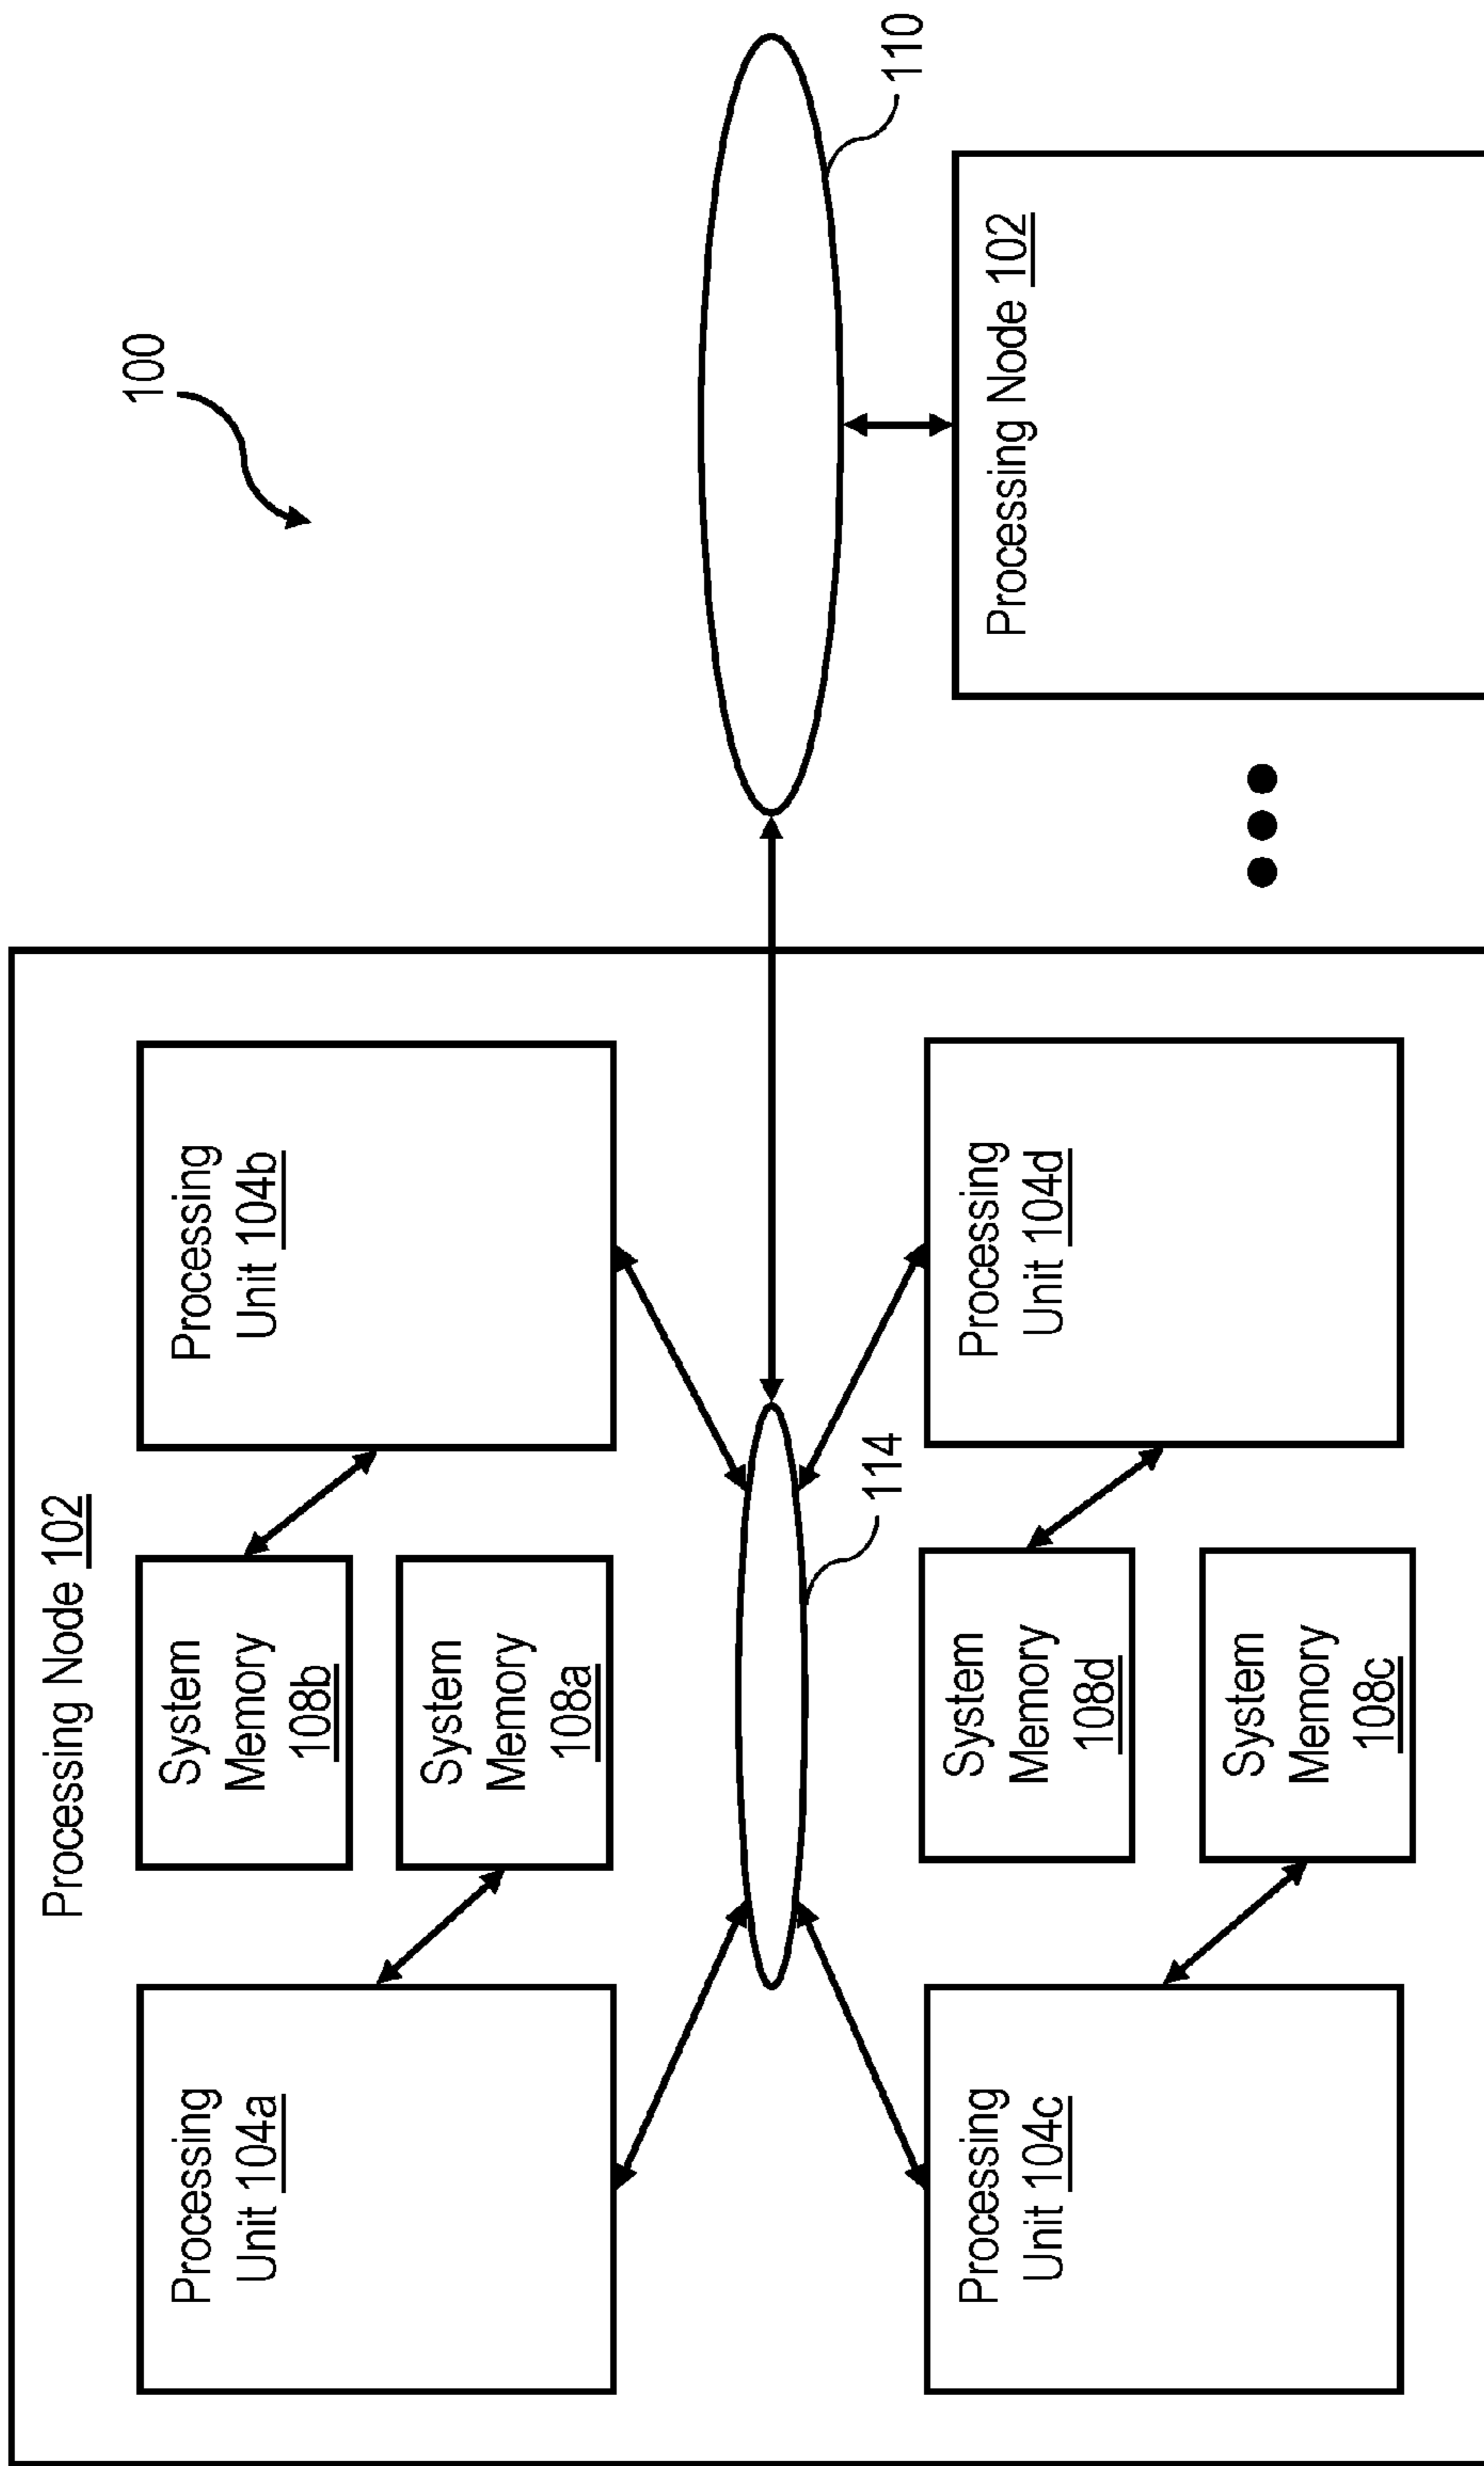 100
Processing Node 102
Processing
Unit 104a
System
Memory
108b
System
Memory
108a
Processing
Unit 104b
114
Processing
Unit 104c
System
Memory
108d
System
Memory
108c
Processing
Unit 104d
110
Processing Node 102